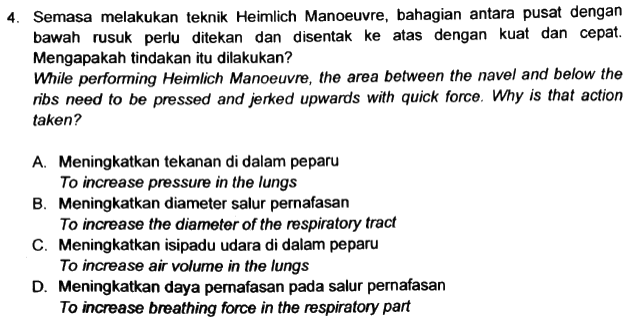 4. Semasa melakukan teknik Heimlich Manoeuvre, bahagian antara pusat dengan
bawah rusuk perlu ditekan dan disentak ke atas dengan kuat dan cepat.
Mengapakah tindakan itu dilakukan?
While performing Heimlich Manoeuvre, the area between the navel and below the
ribs need to be pressed and jerked upwards with quick force. Why is that action
taken?
A. Meningkatkan tekanan di dalam peparu
To increase pressure in the lungs
B. Meningkatkan diameter salur pernafasan
To increase the diameter of the respiratory tract
C. Meningkatkan isipadu udara di dalam peparu
To increase air volume in the lungs
D. Meningkatkan daya pernafasan pada salur pernafasan
To increase breathing force in the respiratory part